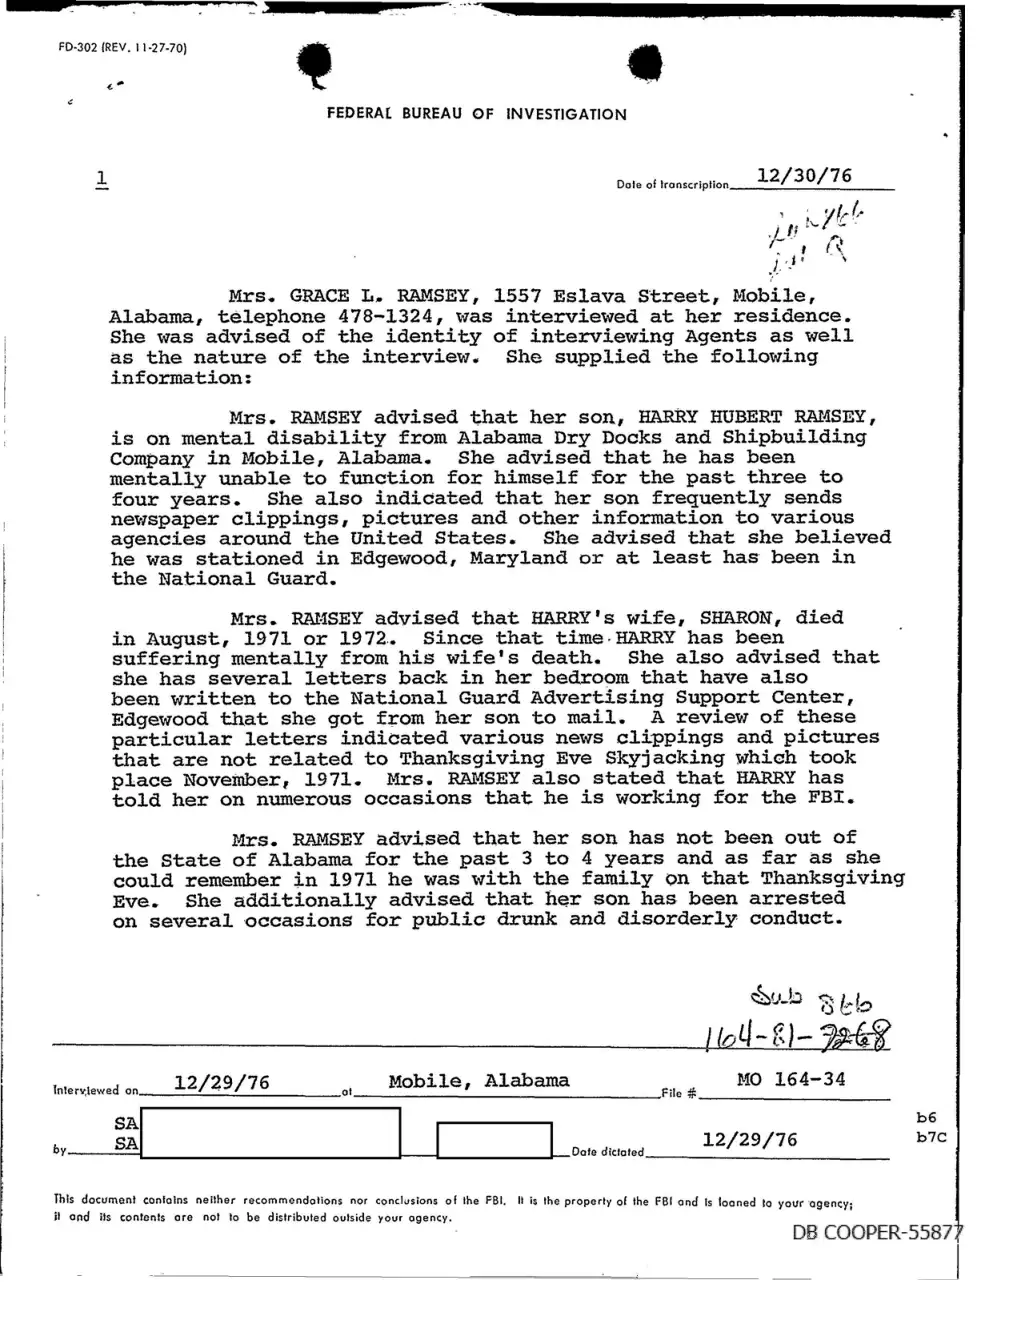 FD-302 (REV. 11-27-70)
FEDERAL BUREAU OF INVESTIGATION
1
Date of transcription 12/30/76
Mrs. GRACE L. RAMSEY, 1557 Eslava Street, Mobile,
Alabama, telephone 478-1324, was interviewed at her residence.
She was advised of the identity of interviewing Agents as well
as the nature of the interview. She supplied the following
information:
Mrs. RAMSEY advised that her son, HARRY HUBERT RAMSEY,
is on mental disability from Alabama Dry Docks and Shipbuilding
Company in Mobile, Alabama. She advised that he has been
mentally unable to function for himself for the past three to
four years. She also indicated that her son frequently sends
newspaper clippings, pictures and other information to various
agencies around the United States. She advised that she believed
he was stationed in Edgewood, Maryland or at least has been in
the National Guard.
Mrs. RAMSEY advised that HARRY's wife, SHARON, died
in August, 1971 or 1972. Since that time HARRY has been
suffering mentally from his wife's death. She also advised that
she has several letters back in her bedroom that have also
been written to the National Guard Advertising Support Center,
Edgewood that she got from her son to mail. A review of these
particular letters indicated various news clippings and pictures
that are not related to Thanksgiving Eve Skyjacking which took
place November, 1971. Mrs. RAMSEY also stated that HARRY has
told her on numerous occasions that he is working for the FBI.
Mrs. RAMSEY advised that her son has not been out of
the State of Alabama for the past 3 to 4 years and as far as she
could remember in 1971 he was with the family on that Thanksgiving
Eve. She additionally advised that her son has been arrested
on several occasions for public drunk and disorderly conduct.
Sub 866
164-81-7268
Interviewed on 12/29/76 at Mobile, Alabama File # MO 164-34
SA
by SA Date dictated 12/29/76
b6
b7C
This document contains neither recommendations nor conclusions of the FBI. It is the property of the FBI and is loaned to your agency;
it and its contents are not to be distributed outside your agency.
DB COOPER-55877